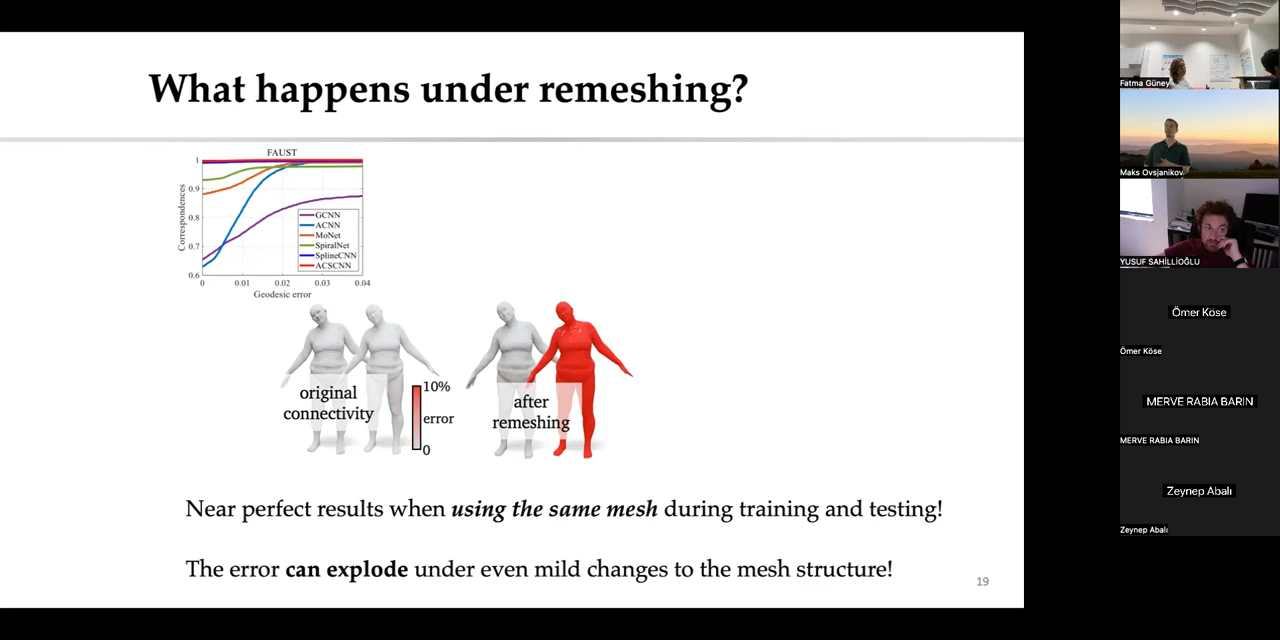 What happens under remeshing?
FAUST
Correspondences
1
0.9
0.8
0.7
0.6
GCNN
ACNN
MoNet
SpiralNet
SplineCNN
ACSCNN
0 0.01 0.02 0.03 0.04
Geodesic error
original
connectivity
10%
error
0
after
remeshing
Near perfect results when using the same mesh during training and testing!
The error can explode under even mild changes to the mesh structure!
19
Fatma Güney
Maks Ovsjanikov
YUSUF SAHİLLİOĞLU
Ömer Köse
Ömer Köse
MERVE RABIA BARIN
MERVE RABIA BARIN
Zeynep Abalı
Zeynep Abalı